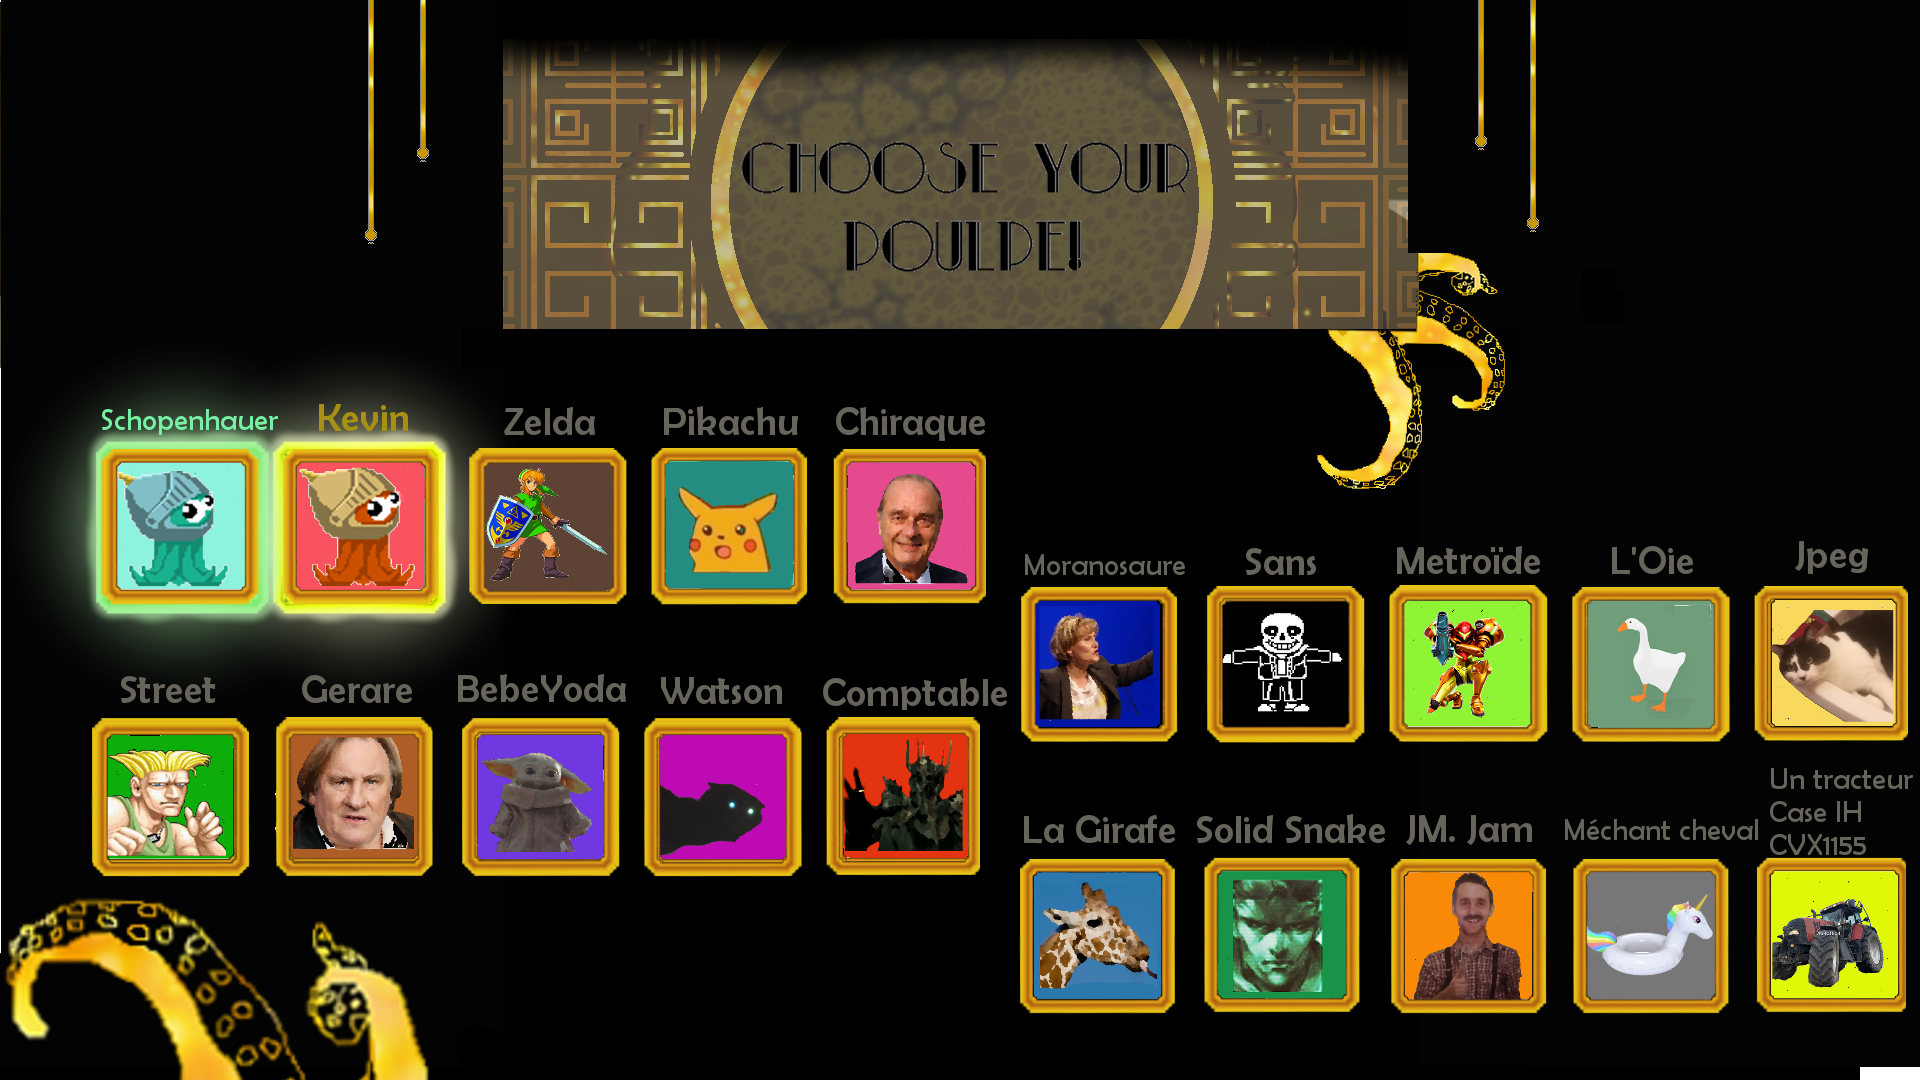 CHOOSE YOUR
POULPE!
Schopenhauer
Kevin
Zelda
Pikachu
Chiraque
Moranosaure
Sans
Metroïde
L'Oie
Jpeg
Street
Gerare
BebeYoda
Watson
Comptable
La Girafe
Solid Snake
JM. Jam
Méchant cheval
Un tracteur
Case IH
CVX1155